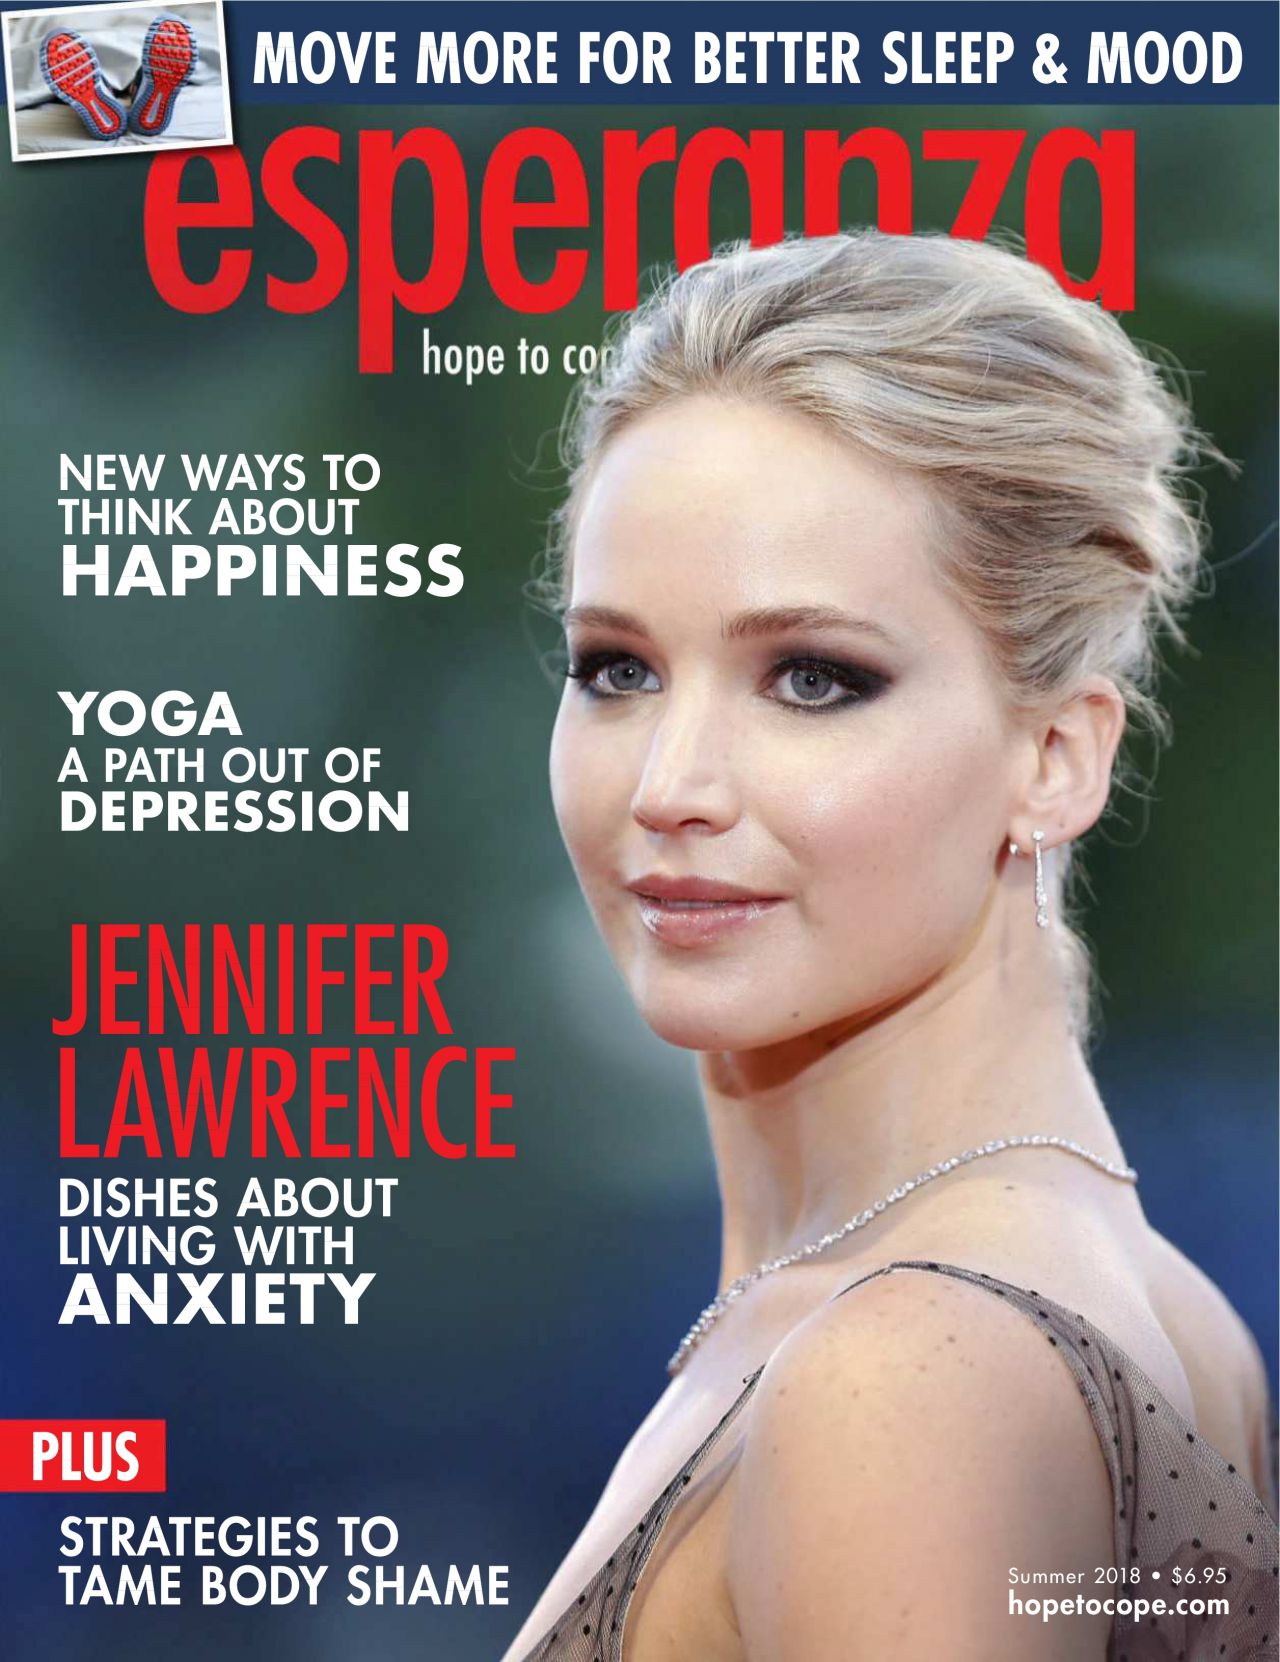 MOVE MORE FOR BETTER SLEEP & MOOD
esperanza
hope to
NEW WAYS TO
THINK ABOUT
HAPPINESS
YOGA
A PATH OUT OF
DEPRESSION
JENNIFER
LAWRENCE
DISHES ABOUT
LIVING WITH
ANXIETY
PLUS
STRATEGIES TO
TAME BODY SHAME
Summer 2018 • $6.95
hopetocope.com